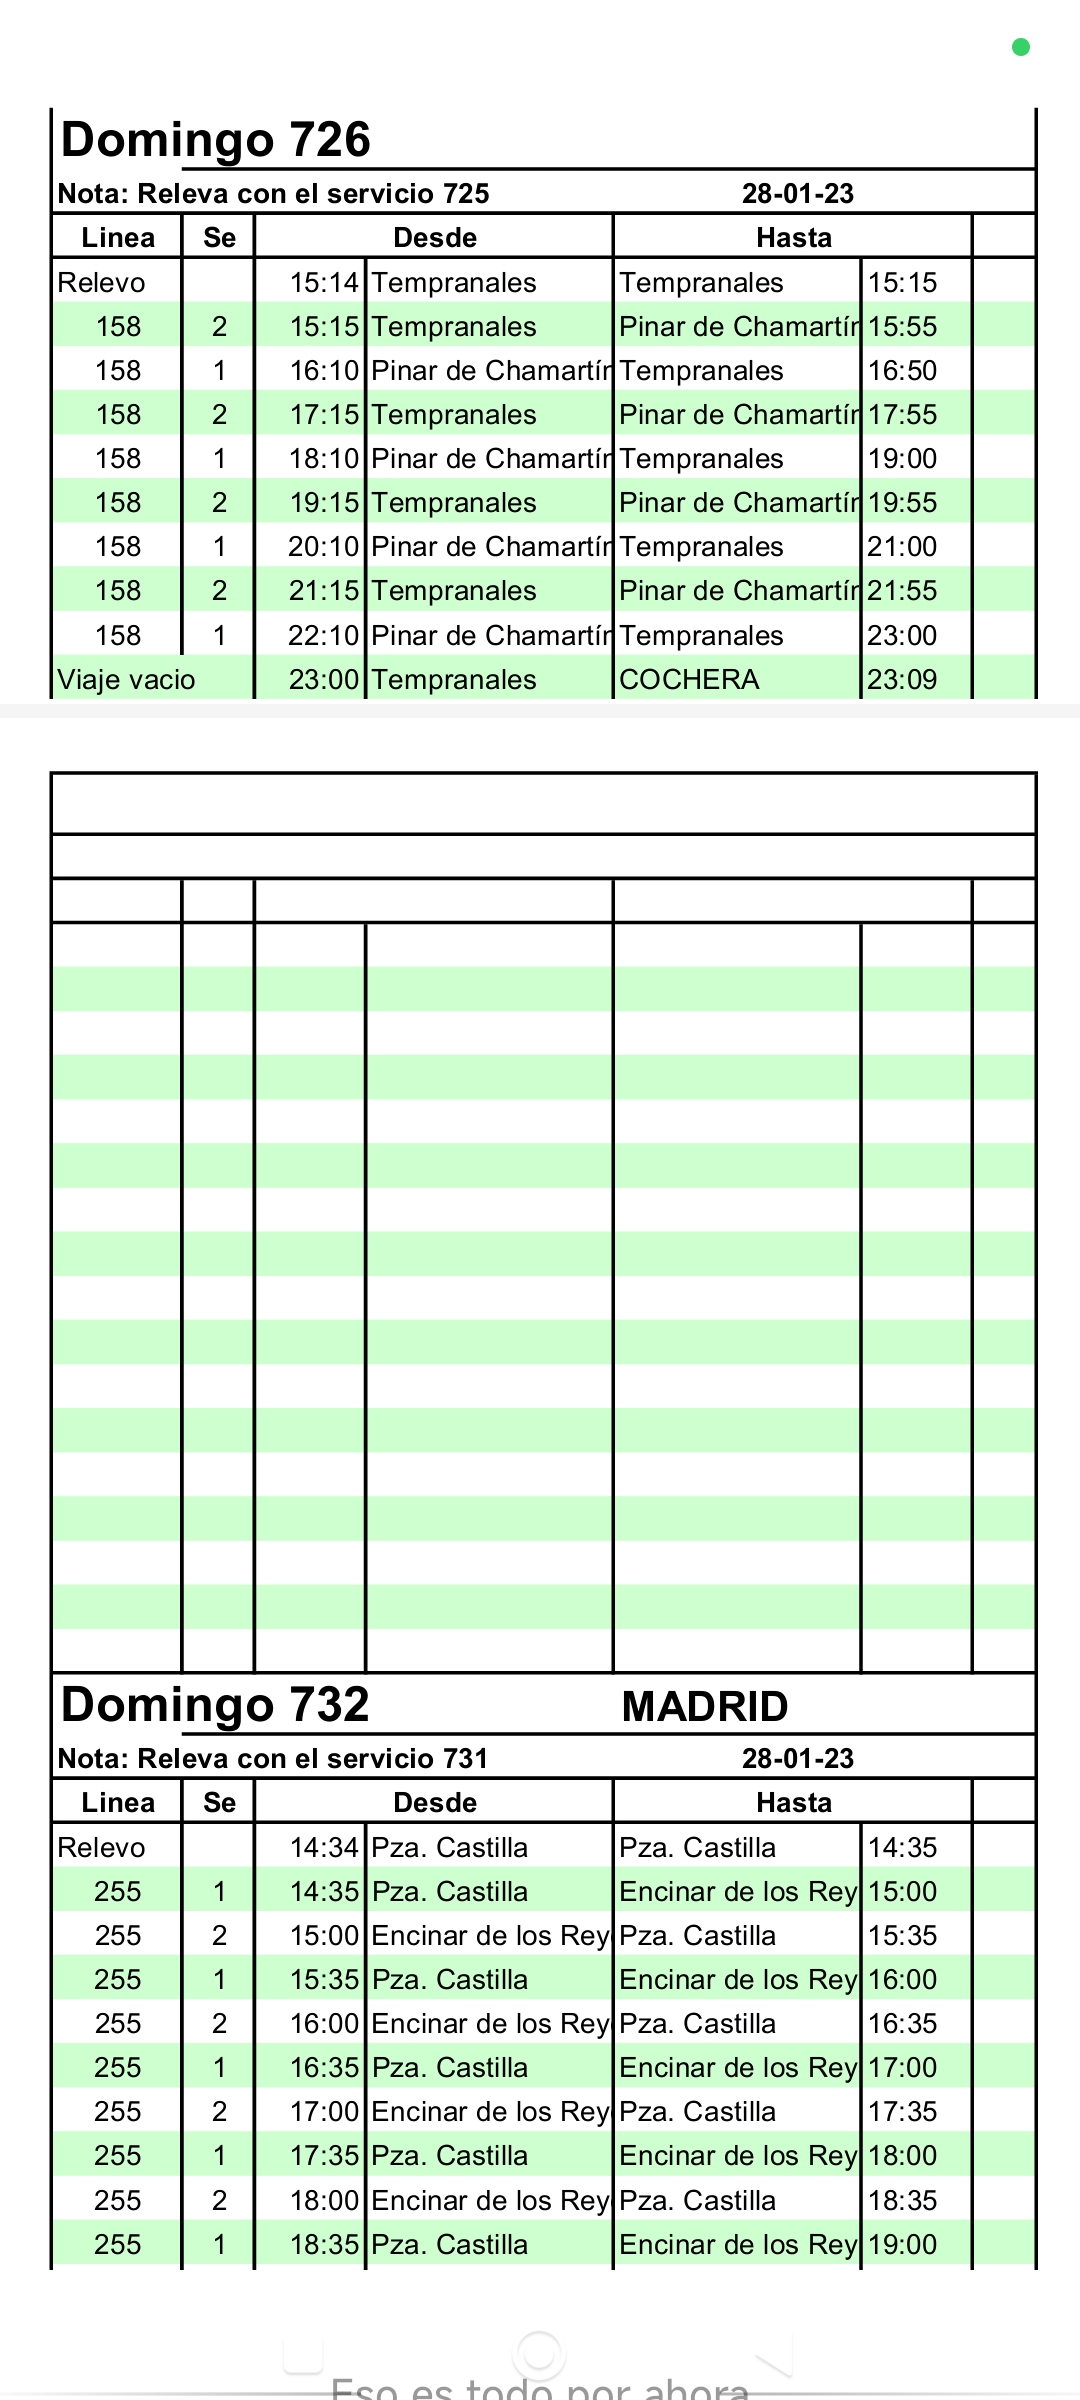 Domingo 726
Nota: Releva con el servicio 725 28-01-23
Linea Se Desde Hasta
Relevo 15:14 Tempranales Tempranales 15:15
158 2 15:15 Tempranales Pinar de Chamartín 15:55
158 1 16:10 Pinar de Chamartín Tempranales 16:50
158 2 17:15 Tempranales Pinar de Chamartín 17:55
158 1 18:10 Pinar de Chamartín Tempranales 19:00
158 2 19:15 Tempranales Pinar de Chamartín 19:55
158 1 20:10 Pinar de Chamartín Tempranales 21:00
158 2 21:15 Tempranales Pinar de Chamartín 21:55
158 1 22:10 Pinar de Chamartín Tempranales 23:00
Viaje vacio 23:00 Tempranales COCHERA 23:09
Domingo 732 MADRID
Nota: Releva con el servicio 731 28-01-23
Linea Se Desde Hasta
Relevo 14:34 Pza. Castilla Pza. Castilla 14:35
255 1 14:35 Pza. Castilla Encinar de los Rey 15:00
255 2 15:00 Encinar de los Rey Pza. Castilla 15:35
255 1 15:35 Pza. Castilla Encinar de los Rey 16:00
255 2 16:00 Encinar de los Rey Pza. Castilla 16:35
255 1 16:35 Pza. Castilla Encinar de los Rey 17:00
255 2 17:00 Encinar de los Rey Pza. Castilla 17:35
255 1 17:35 Pza. Castilla Encinar de los Rey 18:00
255 2 18:00 Encinar de los Rey Pza. Castilla 18:35
255 1 18:35 Pza. Castilla Encinar de los Rey 19:00
Eso es todo por ahora